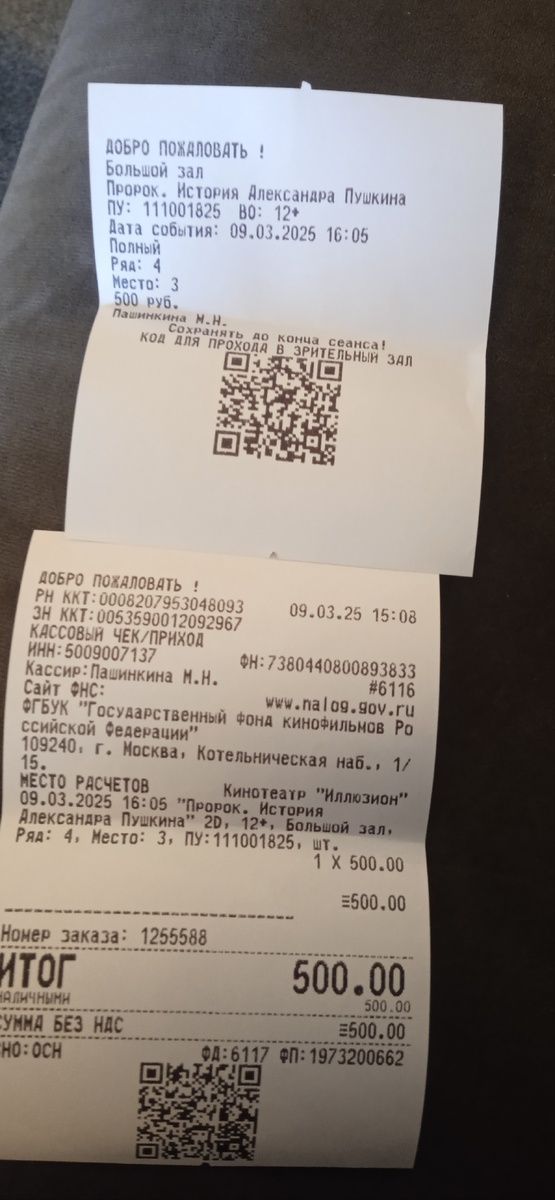 ДОБРО ПОЖАЛОВАТЬ !
Большой зал
Пророк. История Александра Пушкина
ПУ: 111001825 ВО: 12+
Дата события: 09.03.2025 16:05
Полный
Ряд: 4
Место: 3
500 руб.
Пашинкина М.Н.
Сохранять до конца сеанса!
КОД ДЛЯ ПРОХОДА В ЗРИТЕЛЬНЫЙ ЗАЛ
ДОБРО ПОЖАЛОВАТЬ !
РН ККТ:0008207953048093 09.03.25 15:08
ЗН ККТ:0053590012092967
КАССОВЫЙ ЧЕК/ПРИХОД
ИНН:5009007137 ФН:7380440800893833
Кассир:Пашинкина М.Н. #6116
Сайт ФНС: www.nalog.gov.ru
ФГБУК "Государственный фонд кинофильмов Ро
ссийской Федерации"
109240, г. Москва, Котельническая наб., 1/
15.
МЕСТО РАСЧЕТОВ Кинотеатр "Иллюзион"
09.03.2025 16:05 "Пророк. История
Александра Пушкина" 2D, 12+, Большой зал,
Ряд: 4, Место: 3, ПУ:111001825, шт.
1 X 500.00
≡500.00
Номер заказа: 1255588
ИТОГ 500.00
НАЛИЧНЫМИ 500.00
СУММА БЕЗ НДС ≡500.00
СНО:ОСН ФД:6117 ФП:1973200662